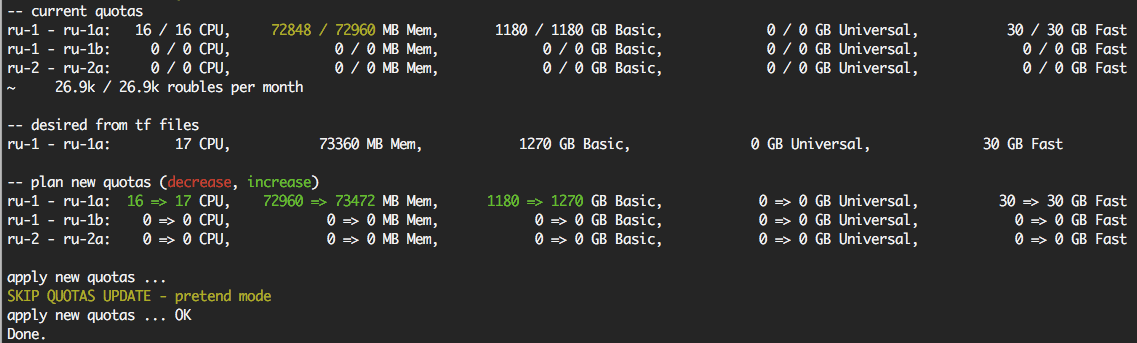 -- current quotas
ru-1 - ru-1a: 16 / 16 CPU, 72848 / 72960 MB Mem, 1180 / 1180 GB Basic, 0 / 0 GB Universal, 30 / 30 GB Fast
ru-1 - ru-1b: 0 / 0 CPU, 0 / 0 MB Mem, 0 / 0 GB Basic, 0 / 0 GB Universal, 0 / 0 GB Fast
ru-2 - ru-2a: 0 / 0 CPU, 0 / 0 MB Mem, 0 / 0 GB Basic, 0 / 0 GB Universal, 0 / 0 GB Fast
~ 26.9k / 26.9k roubles per month
-- desired from tf files
ru-1 - ru-1a: 17 CPU, 73360 MB Mem, 1270 GB Basic, 0 GB Universal, 30 GB Fast
-- plan new quotas (decrease, increase)
ru-1 - ru-1a: 16 => 17 CPU, 72960 => 73472 MB Mem, 1180 => 1270 GB Basic, 0 => 0 GB Universal, 30 => 30 GB Fast
ru-1 - ru-1b: 0 => 0 CPU, 0 => 0 MB Mem, 0 => 0 GB Basic, 0 => 0 GB Universal, 0 => 0 GB Fast
ru-2 - ru-2a: 0 => 0 CPU, 0 => 0 MB Mem, 0 => 0 GB Basic, 0 => 0 GB Universal, 0 => 0 GB Fast
apply new quotas ...
SKIP QUOTAS UPDATE - pretend mode
apply new quotas ... OK
Done.